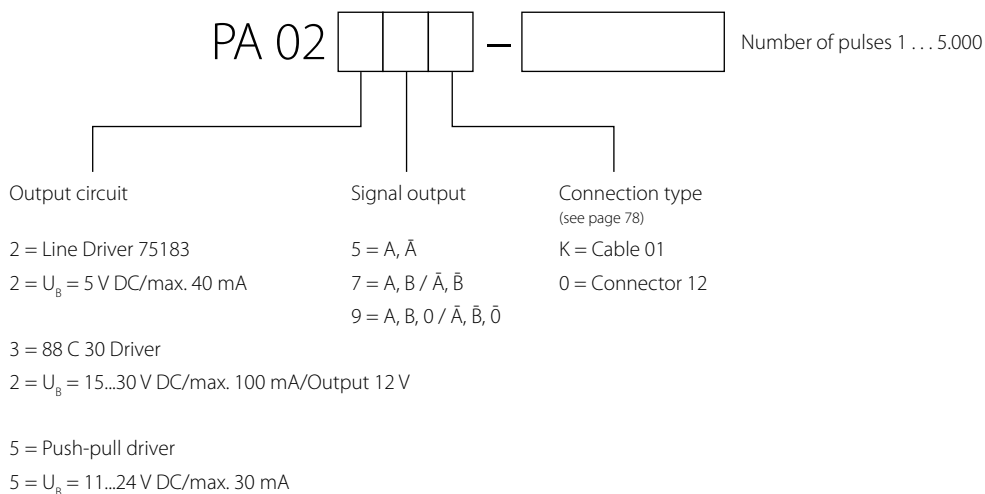 PA 02 – Number of pulses 1 . . . 5.000
Output circuit
2 = Line Driver 75183
2 = U_B = 5 V DC/max. 40 mA
3 = 88 C 30 Driver
2 = U_B = 15...30 V DC/max. 100 mA/Output 12 V
5 = Push-pull driver
5 = U_B = 11...24 V DC/max. 30 mA
Signal output
5 = A, Ā
7 = A, B / Ā, B̄
9 = A, B, 0 / Ā, B̄, 0̄
Connection type
(see page 78)
K = Cable 01
0 = Connector 12